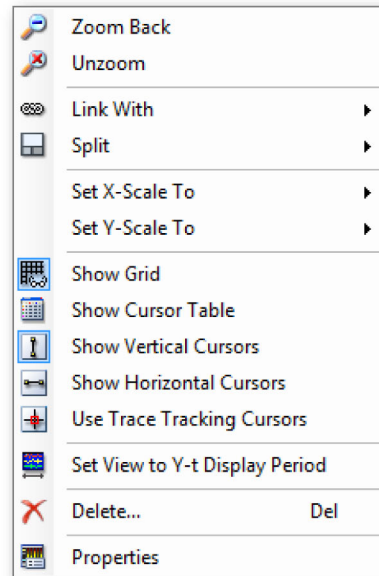 Zoom Back
Unzoom
Link With
Split
Set X-Scale To
Set Y-Scale To
Show Grid
Show Cursor Table
Show Vertical Cursors
Show Horizontal Cursors
Use Trace Tracking Cursors
Set View to Y-t Display Period
Delete... Del
Properties